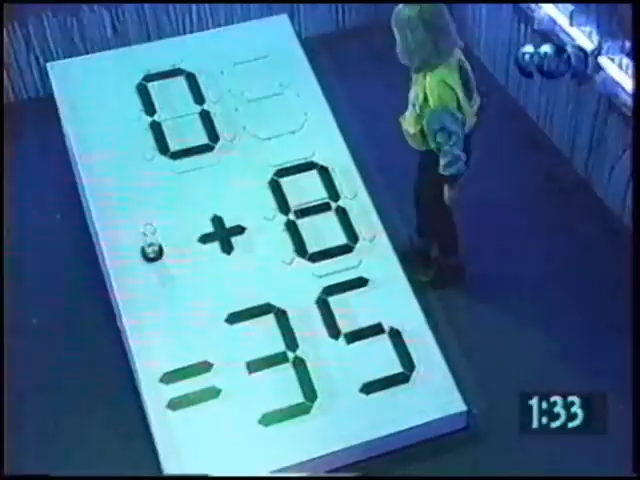 0
+ 8
= 35
1:33